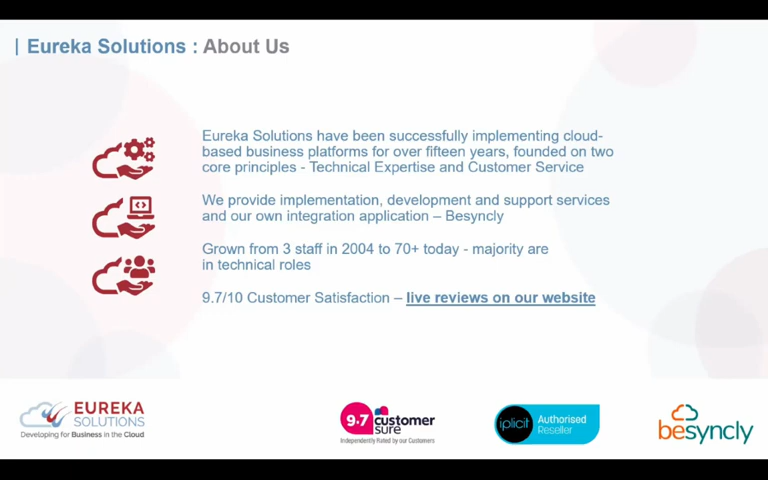 | Eureka Solutions : About Us
Eureka Solutions have been successfully implementing cloud-
based business platforms for over fifteen years, founded on two
core principles - Technical Expertise and Customer Service
We provide implementation, development and support services
and our own integration application – Besyncly
Grown from 3 staff in 2004 to 70+ today - majority are
in technical roles
9.7/10 Customer Satisfaction – live reviews on our website
EUREKA
SOLUTIONS
Developing for Business in the Cloud
9.7 customer
sure
Independently Rated by our Customers
iplicit Authorised
Reseller
besyncly